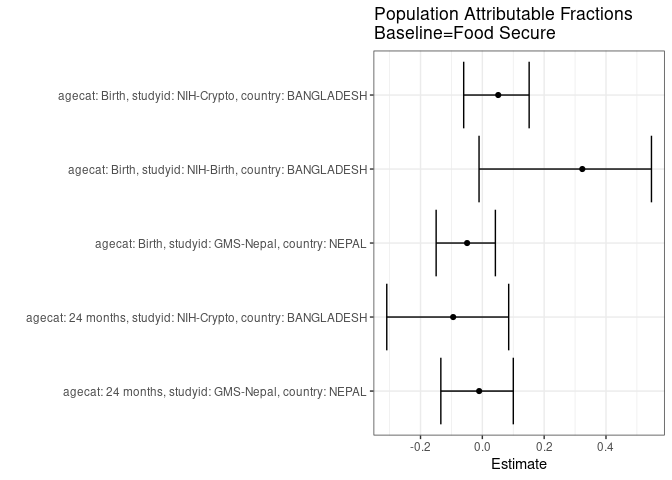 Population Attributable Fractions
Baseline=Food Secure
agecat: Birth, studyid: NIH-Crypto, country: BANGLADESH
agecat: Birth, studyid: NIH-Birth, country: BANGLADESH
agecat: Birth, studyid: GMS-Nepal, country: NEPAL
agecat: 24 months, studyid: NIH-Crypto, country: BANGLADESH
agecat: 24 months, studyid: GMS-Nepal, country: NEPAL
-0.2 0.0 0.2 0.4
Estimate